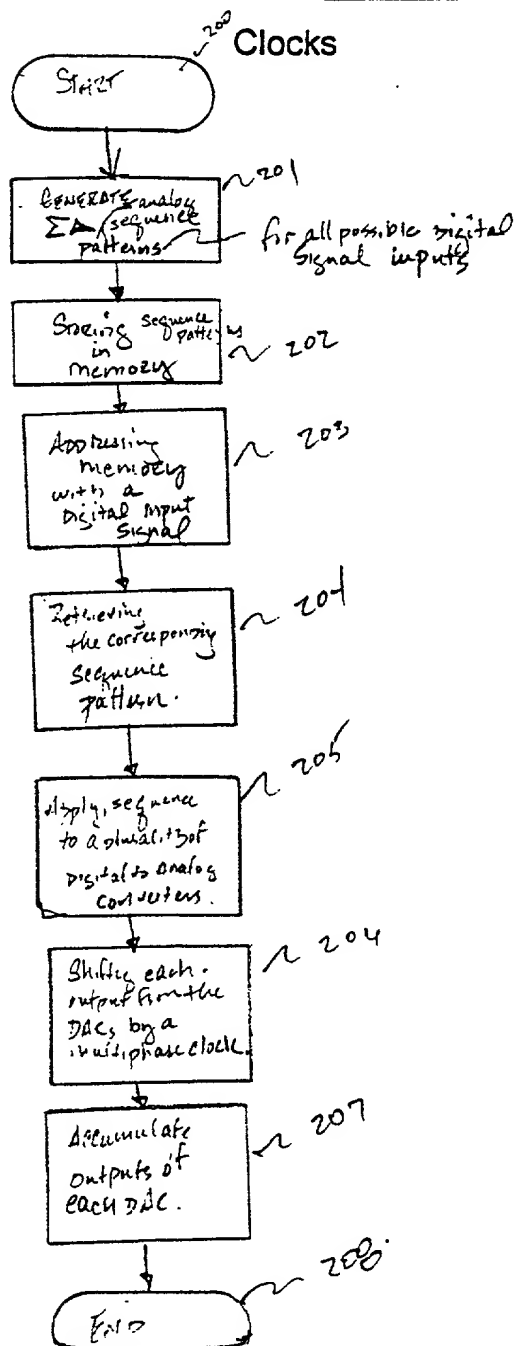 200
Clocks
START
201
GENERATE analog
ΣΔ sequence
patterns
for all possible Digital
Signal inputs
Storing sequence
patterns
in
memory
202
Addressing
memory
with a
Digital Input
Signal
203
Retrieving
the corresponding
sequence
pattern.
204
Apply sequence
to a plurality of
Digital to Analog
converters.
205
Shifting each
output from the
DACs by a
multiphase clock.
204
Accumulate
outputs of
each DAC.
207
208.
END